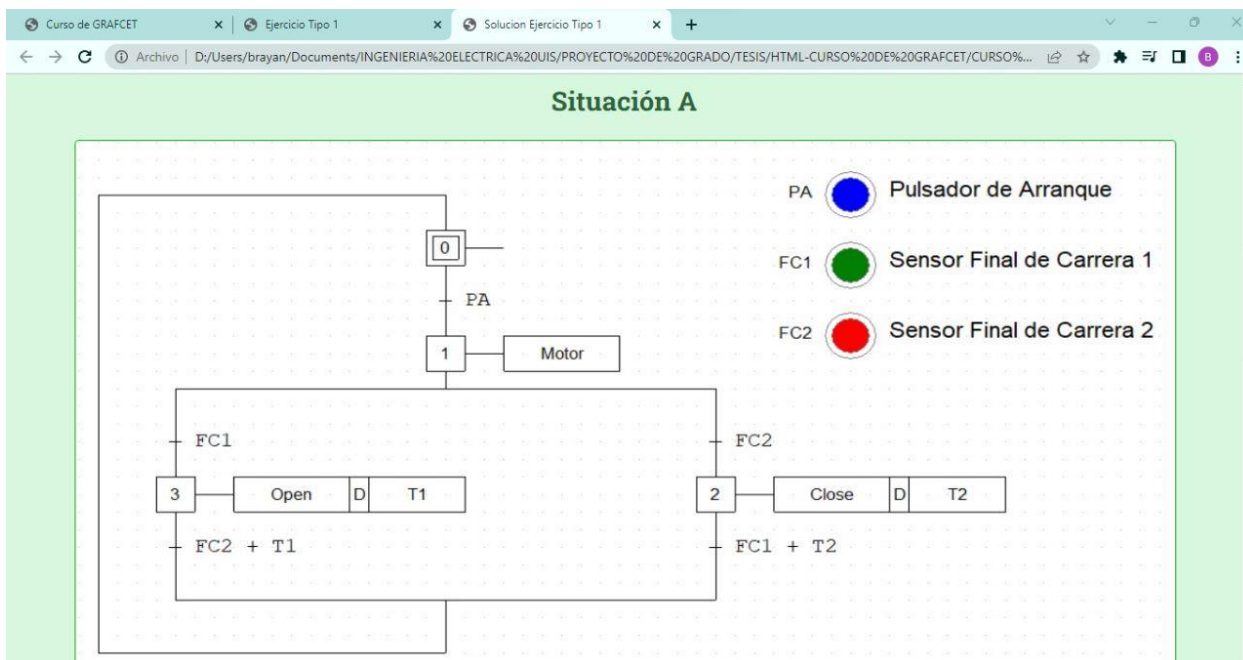 Curso de GRAFCET
Ejercicio Tipo 1
Solucion Ejercicio Tipo 1
Archivo D:/Users/brayan/Documents/INGENIERIA%20ELECTRICA%20UIS/PROYECTO%20DE%20GRADO/TESIS/HTML-CURSO%20DE%20GRAFCET/CURSO%...
B
Situación A
PA Pulsador de Arranque
0
FC1 Sensor Final de Carrera 1
PA
FC2 Sensor Final de Carrera 2
1 Motor
FC1 FC2
3 Open D T1 2 Close D T2
FC2 + T1 FC1 + T2